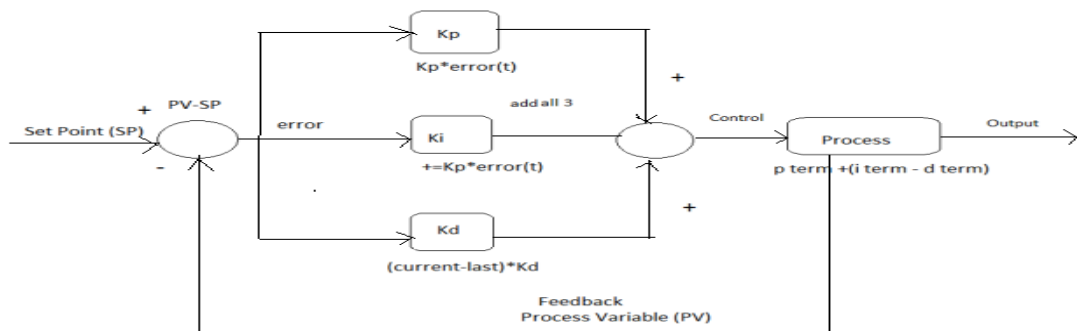 Kp
Kp*error(t)
+
PV-SP
+
add all 3
Set Point (SP)
error
Ki
Control
Process
Output
-
+=Kp*error(t)
p term +(i term - d term)
+
Kd
(current-last)*Kd
Feedback
Process Variable (PV)